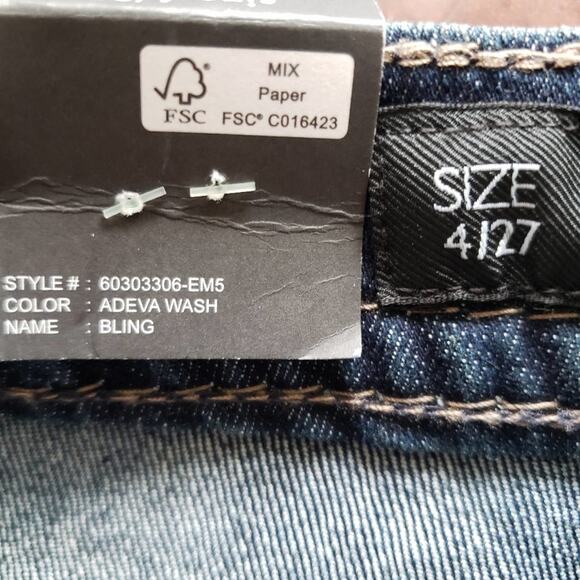 MIX
Paper
FSC
FSC® C016423
SIZE
4/27
STYLE # : 60303306-EM5
COLOR : ADEVA WASH
NAME : BLING